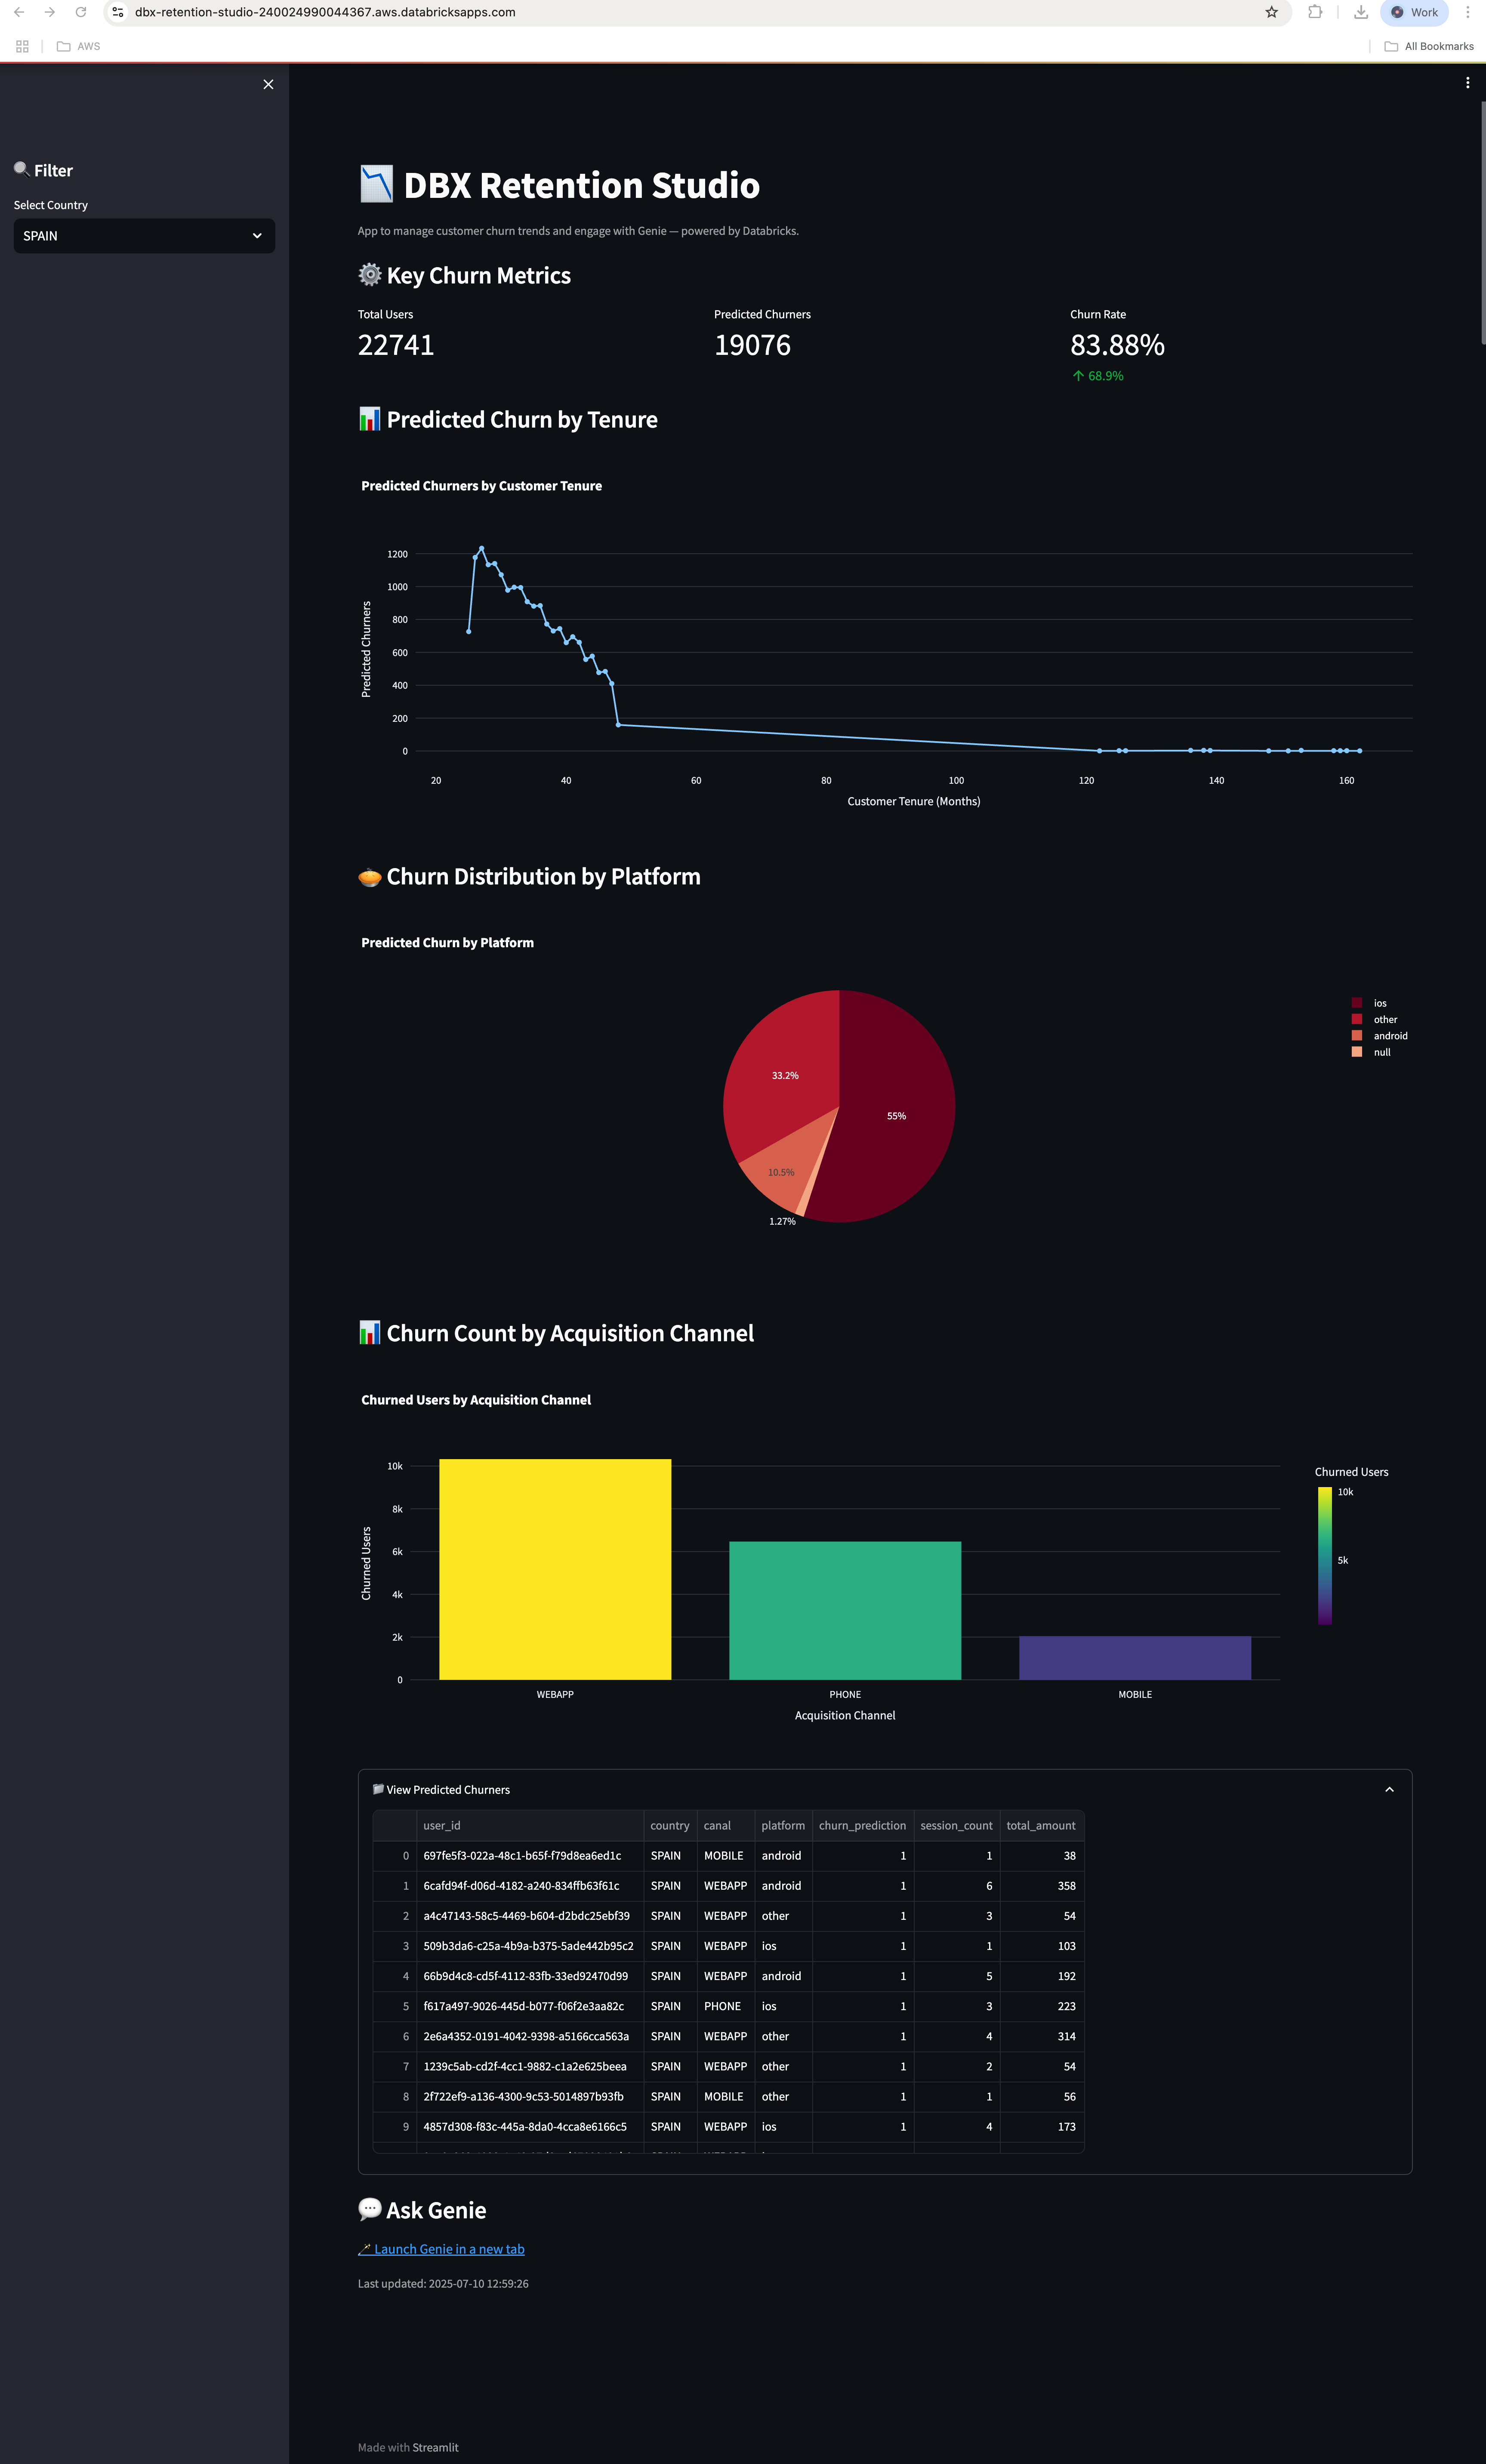 dbx-retention-studio-240024990044367.aws.databricksapps.com
Work
AWS
All Bookmarks
Filter
Select Country
SPAIN
DBX Retention Studio
App to manage customer churn trends and engage with Genie — powered by Databricks.
Key Churn Metrics
Total Users
Predicted Churners
Churn Rate
22741
19076
83.88%
↑ 68.9%
Predicted Churn by Tenure
Predicted Churners by Customer Tenure
Predicted Churners
1200
1000
800
600
400
200
0
20
40
60
80
100
120
140
160
Customer Tenure (Months)
Churn Distribution by Platform
Predicted Churn by Platform
ios
other
android
null
33.2%
55%
10.5%
1.27%
Churn Count by Acquisition Channel
Churned Users by Acquisition Channel
Churned Users
10k
8k
6k
4k
2k
0
WEBAPP
PHONE
MOBILE
Acquisition Channel
Churned Users
10k
5k
View Predicted Churners
user_id country canal platform churn_prediction session_count total_amount
0 697fe5f3-022a-48c1-b65f-f79d8ea6ed1c SPAIN MOBILE android 1 1 38
1 6cafd94f-d06d-4182-a240-834ffb63f61c SPAIN WEBAPP android 1 6 358
2 a4c47143-58c5-4469-b604-d2bdc25ebf39 SPAIN WEBAPP other 1 3 54
3 509b3da6-c25a-4b9a-b375-5ade442b95c2 SPAIN WEBAPP ios 1 1 103
4 66b9d4c8-cd5f-4112-83fb-33ed92470d99 SPAIN WEBAPP android 1 5 192
5 f617a497-9026-445d-b077-f06f2e3aa82c SPAIN PHONE ios 1 3 223
6 2e6a4352-0191-4042-9398-a5166cca563a SPAIN WEBAPP other 1 4 314
7 1239c5ab-cd2f-4cc1-9882-c1a2e625beea SPAIN WEBAPP other 1 2 54
8 2f722ef9-a136-4300-9c53-5014897b93fb SPAIN MOBILE other 1 1 56
9 4857d308-f83c-445a-8da0-4cca8e6166c5 SPAIN WEBAPP ios 1 4 173
Ask Genie
Launch Genie in a new tab
Last updated: 2025-07-10 12:59:26
Made with Streamlit